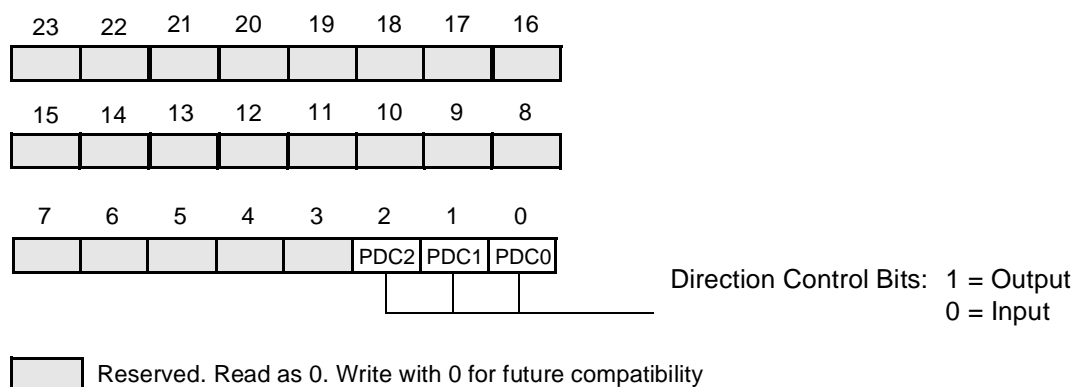 23 22 21 20 19 18 17 16
15 14 13 12 11 10 9 8
7 6 5 4 3 2 1 0
PDC2 PDC1 PDC0
Direction Control Bits: 1 = Output
0 = Input
Reserved. Read as 0. Write with 0 for future compatibility